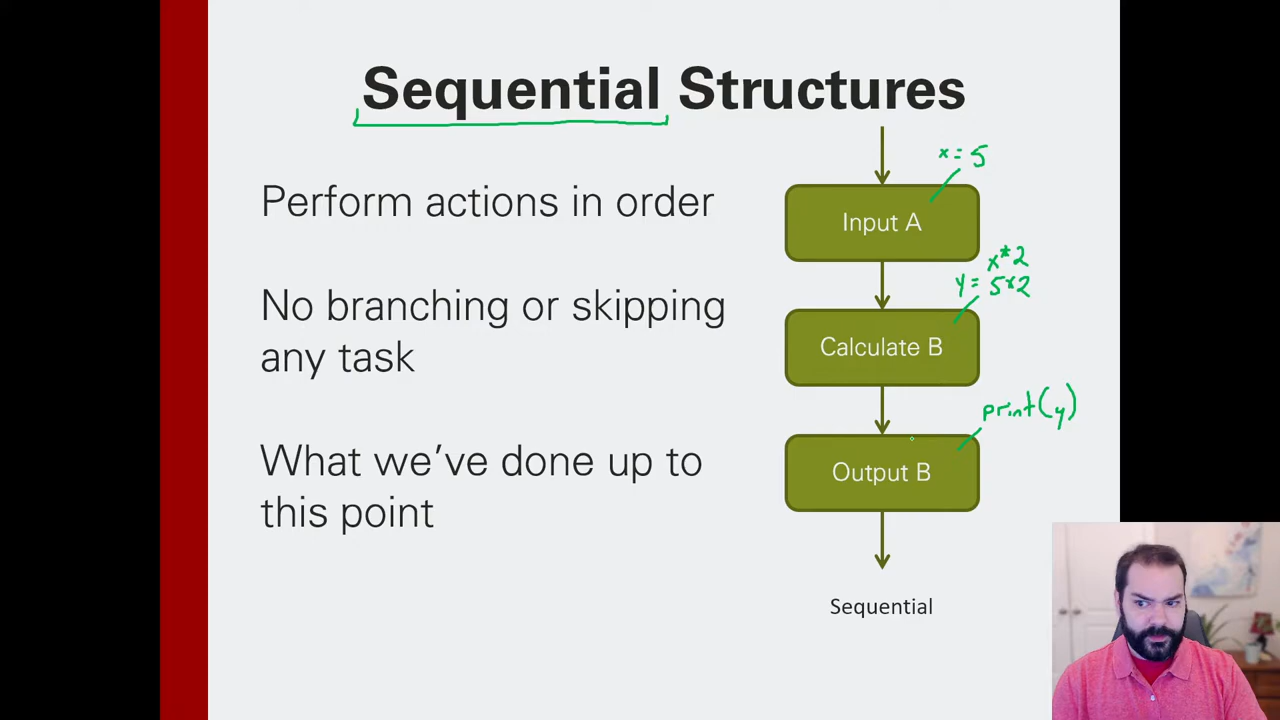 Sequential Structures
Perform actions in order
No branching or skipping
any task
What we've done up to
this point
x = 5
Input A
x*2
y = 5*2
Calculate B
print(y)
Output B
Sequential